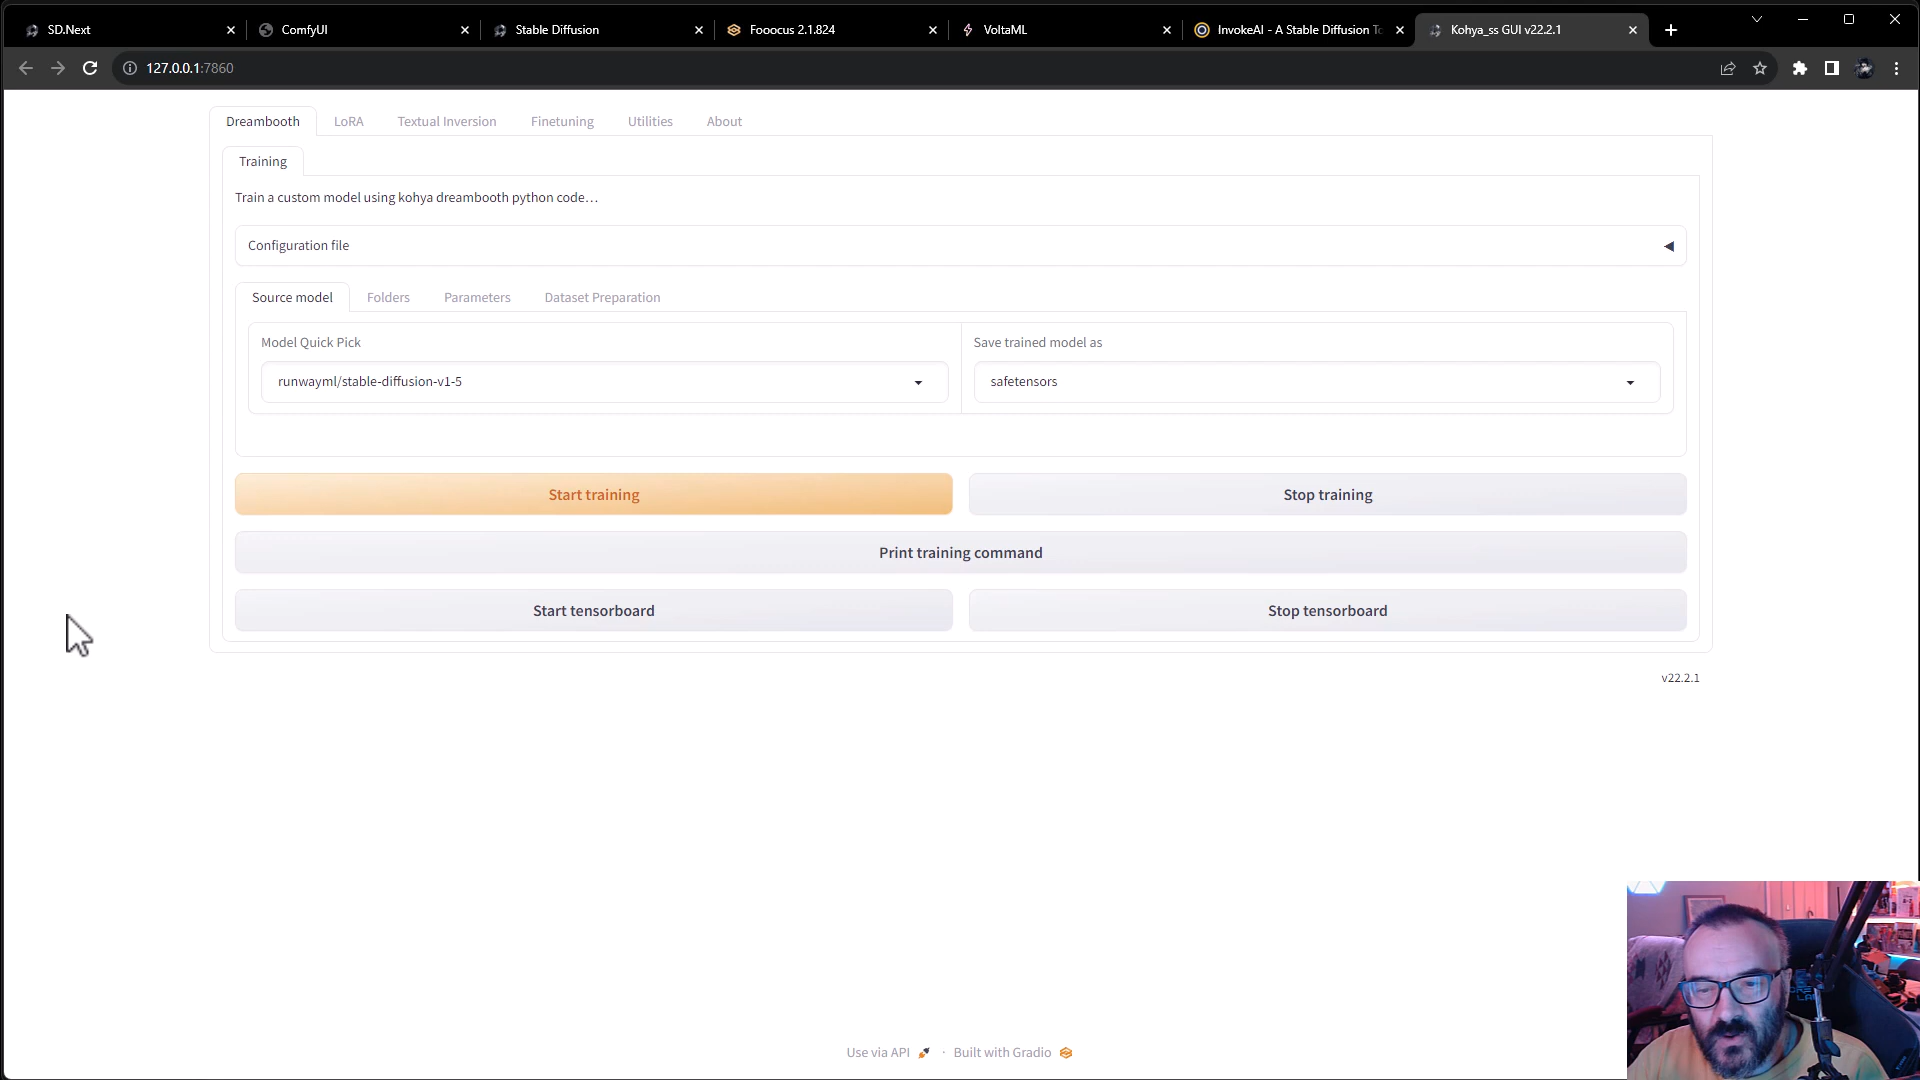 SD.Next
ComfyUI
Stable Diffusion
Fooocus 2.1.824
VoltaML
InvokeAI - A Stable Diffusion To
Kohya_ss GUI v22.2.1
127.0.0.1:7860
Dreambooth LoRA Textual Inversion Finetuning Utilities About
Training
Train a custom model using kohya dreambooth python code…
Configuration file
Source model Folders Parameters Dataset Preparation
Model Quick Pick
Save trained model as
runwayml/stable-diffusion-v1-5
safetensors
Start training
Stop training
Print training command
Start tensorboard
Stop tensorboard
v22.2.1
Use via API · Built with Gradio